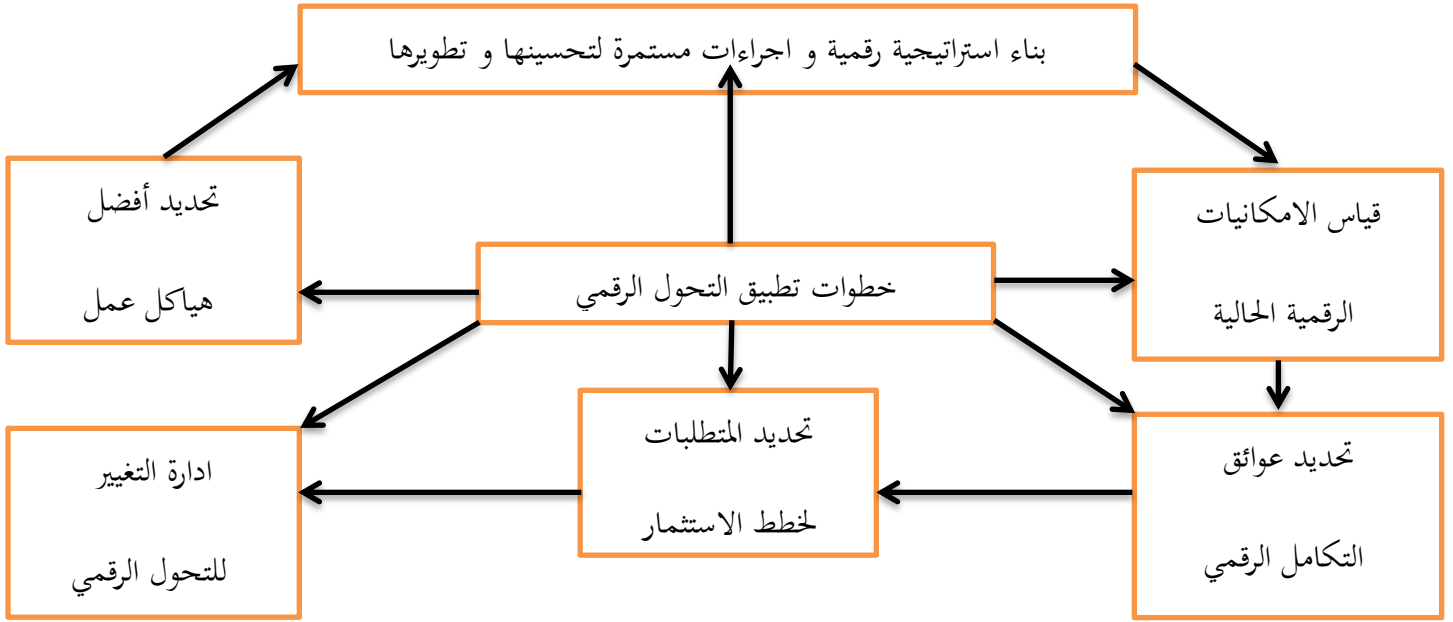 بناء استراتيجية رقمية و اجراءات مستمرة لتحسينها و تطويرها
قياس الامكانيات
الرقمية الحالية
تحديد أفضل
هياكل عمل
خطوات تطبيق التحول الرقمي
تحديد عوائق
التكامل الرقمي
تحديد المتطلبات
لخطط الاستثمار
ادارة التغيير
للتحول الرقمي